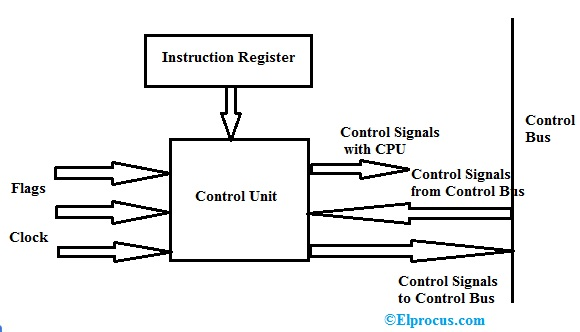 Instruction Register
Control Signals
with CPU
Control
Bus
Control Signals
from Control Bus
Flags
Control Unit
Clock
Control Signals
to Control Bus
©Elprocus.com